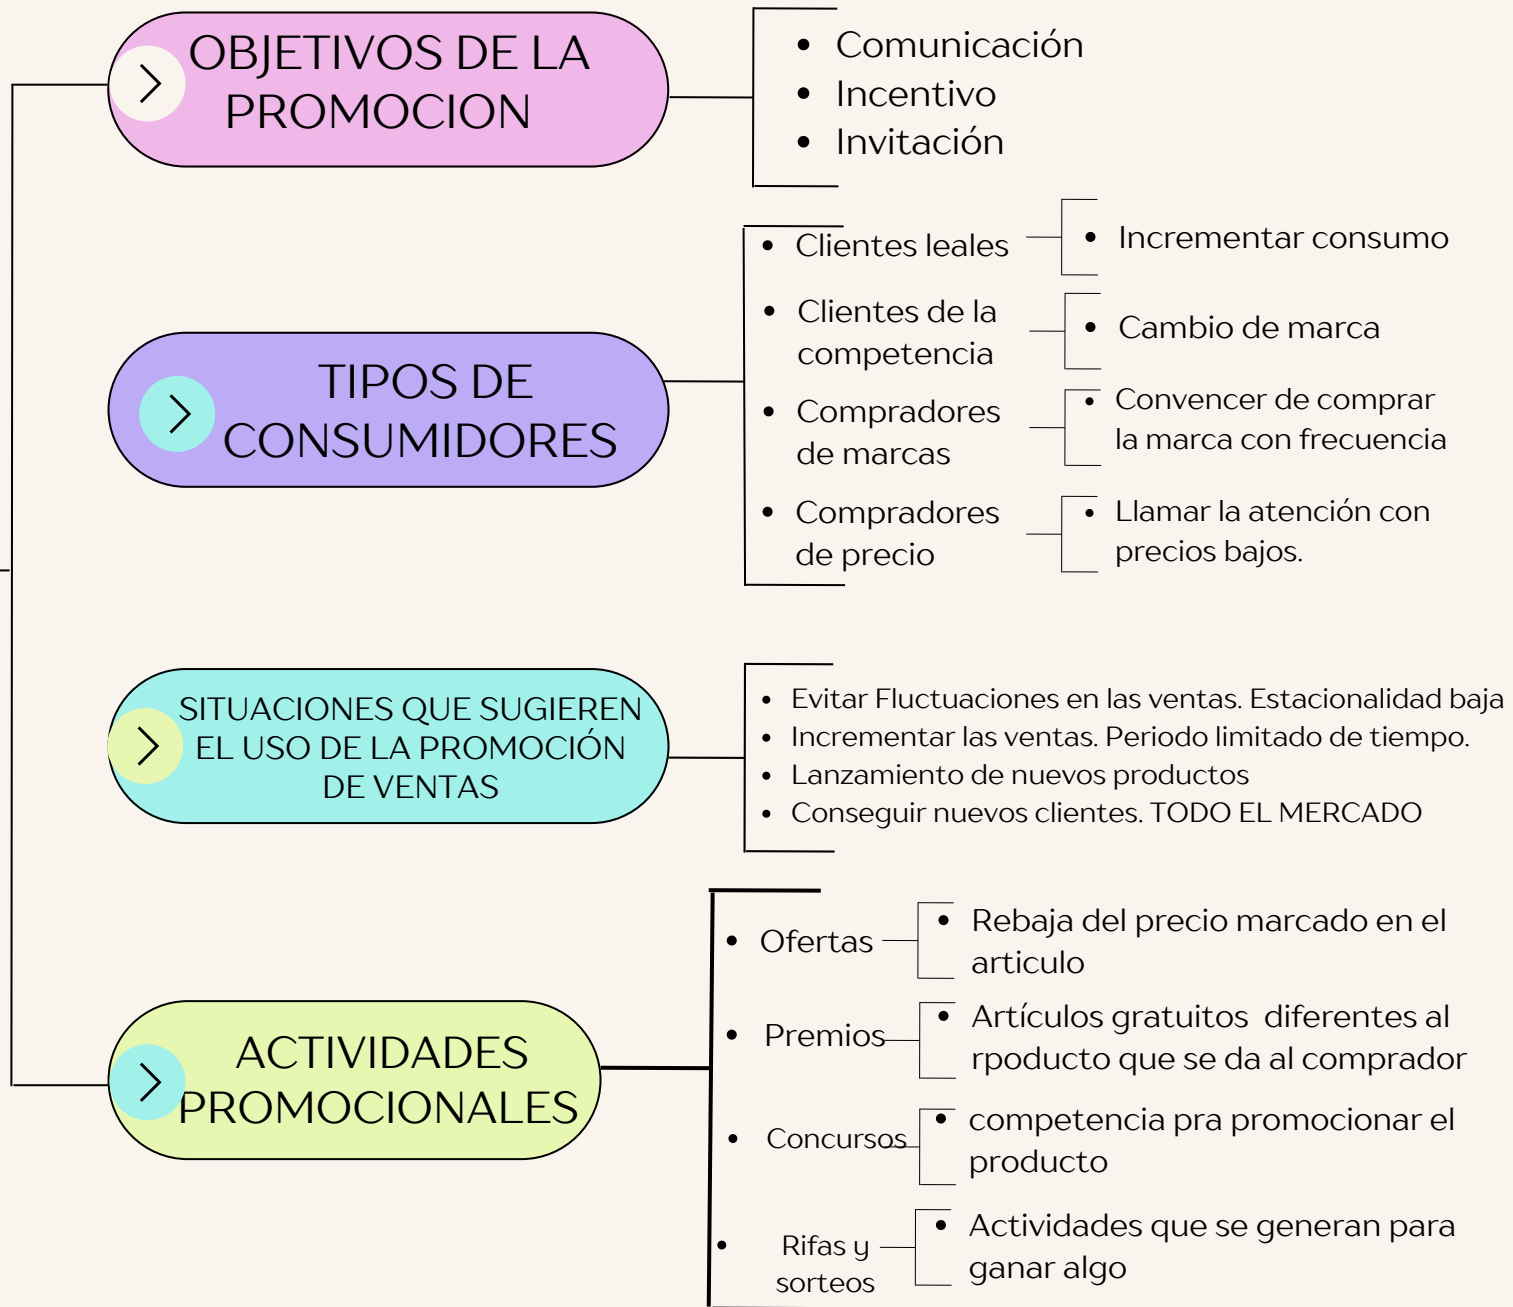 OBJETIVOS DE LA
PROMOCION
• Comunicación
• Incentivo
• Invitación
TIPOS DE
CONSUMIDORES
• Clientes leales
• Incrementar consumo
• Clientes de la
competencia
• Cambio de marca
• Compradores
de marcas
• Convencer de comprar
la marca con frecuencia
• Compradores
de precio
• Llamar la atención con
precios bajos.
SITUACIONES QUE SUGIEREN
EL USO DE LA PROMOCIÓN
DE VENTAS
• Evitar Fluctuaciones en las ventas. Estacionalidad baja
• Incrementar las ventas. Periodo limitado de tiempo.
• Lanzamiento de nuevos productos
• Conseguir nuevos clientes. TODO EL MERCADO
ACTIVIDADES
PROMOCIONALES
• Ofertas
• Rebaja del precio marcado en el
articulo
• Premios
• Artículos gratuitos diferentes al
rpoducto que se da al comprador
• Concursos
• competencia pra promocionar el
producto
• Rifas y
sorteos
• Actividades que se generan para
ganar algo